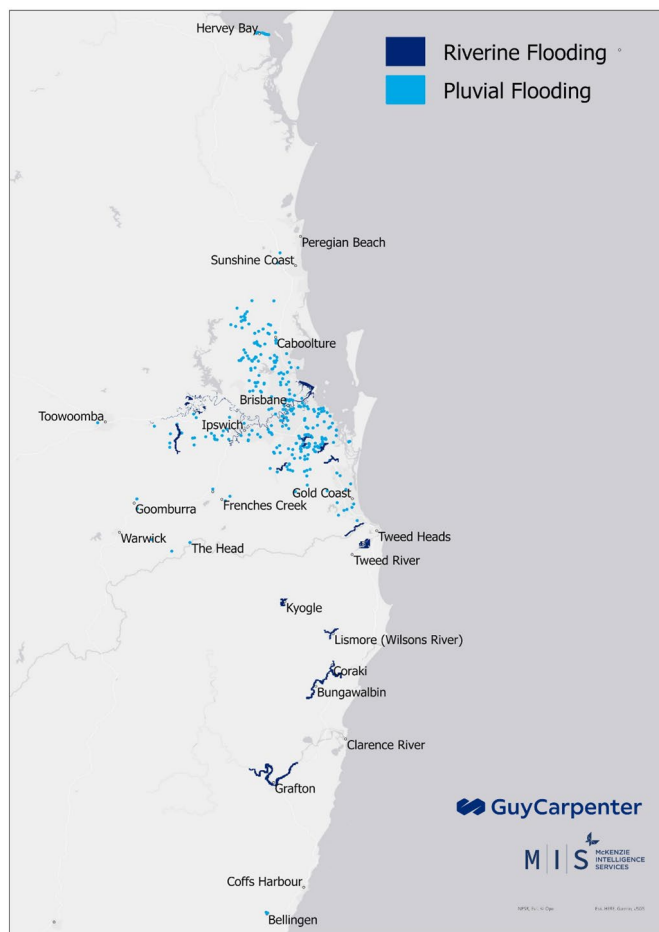 Hervey Bay
Riverine Flooding
Pluvial Flooding
Peregian Beach
Sunshine Coast
Caboolture
Brisbane
Toowoomba
Ipswich
Gold Coast
Goomburra
Frenches Creek
Warwick
Tweed Heads
The Head
Tweed River
Kyogle
Lismore (Wilsons River)
Coraki
Bungawalbin
Clarence River
Grafton
GuyCarpenter
M I S McKENZIE
INTELLIGENCE
SERVICES
Coffs Harbour
Bellingen